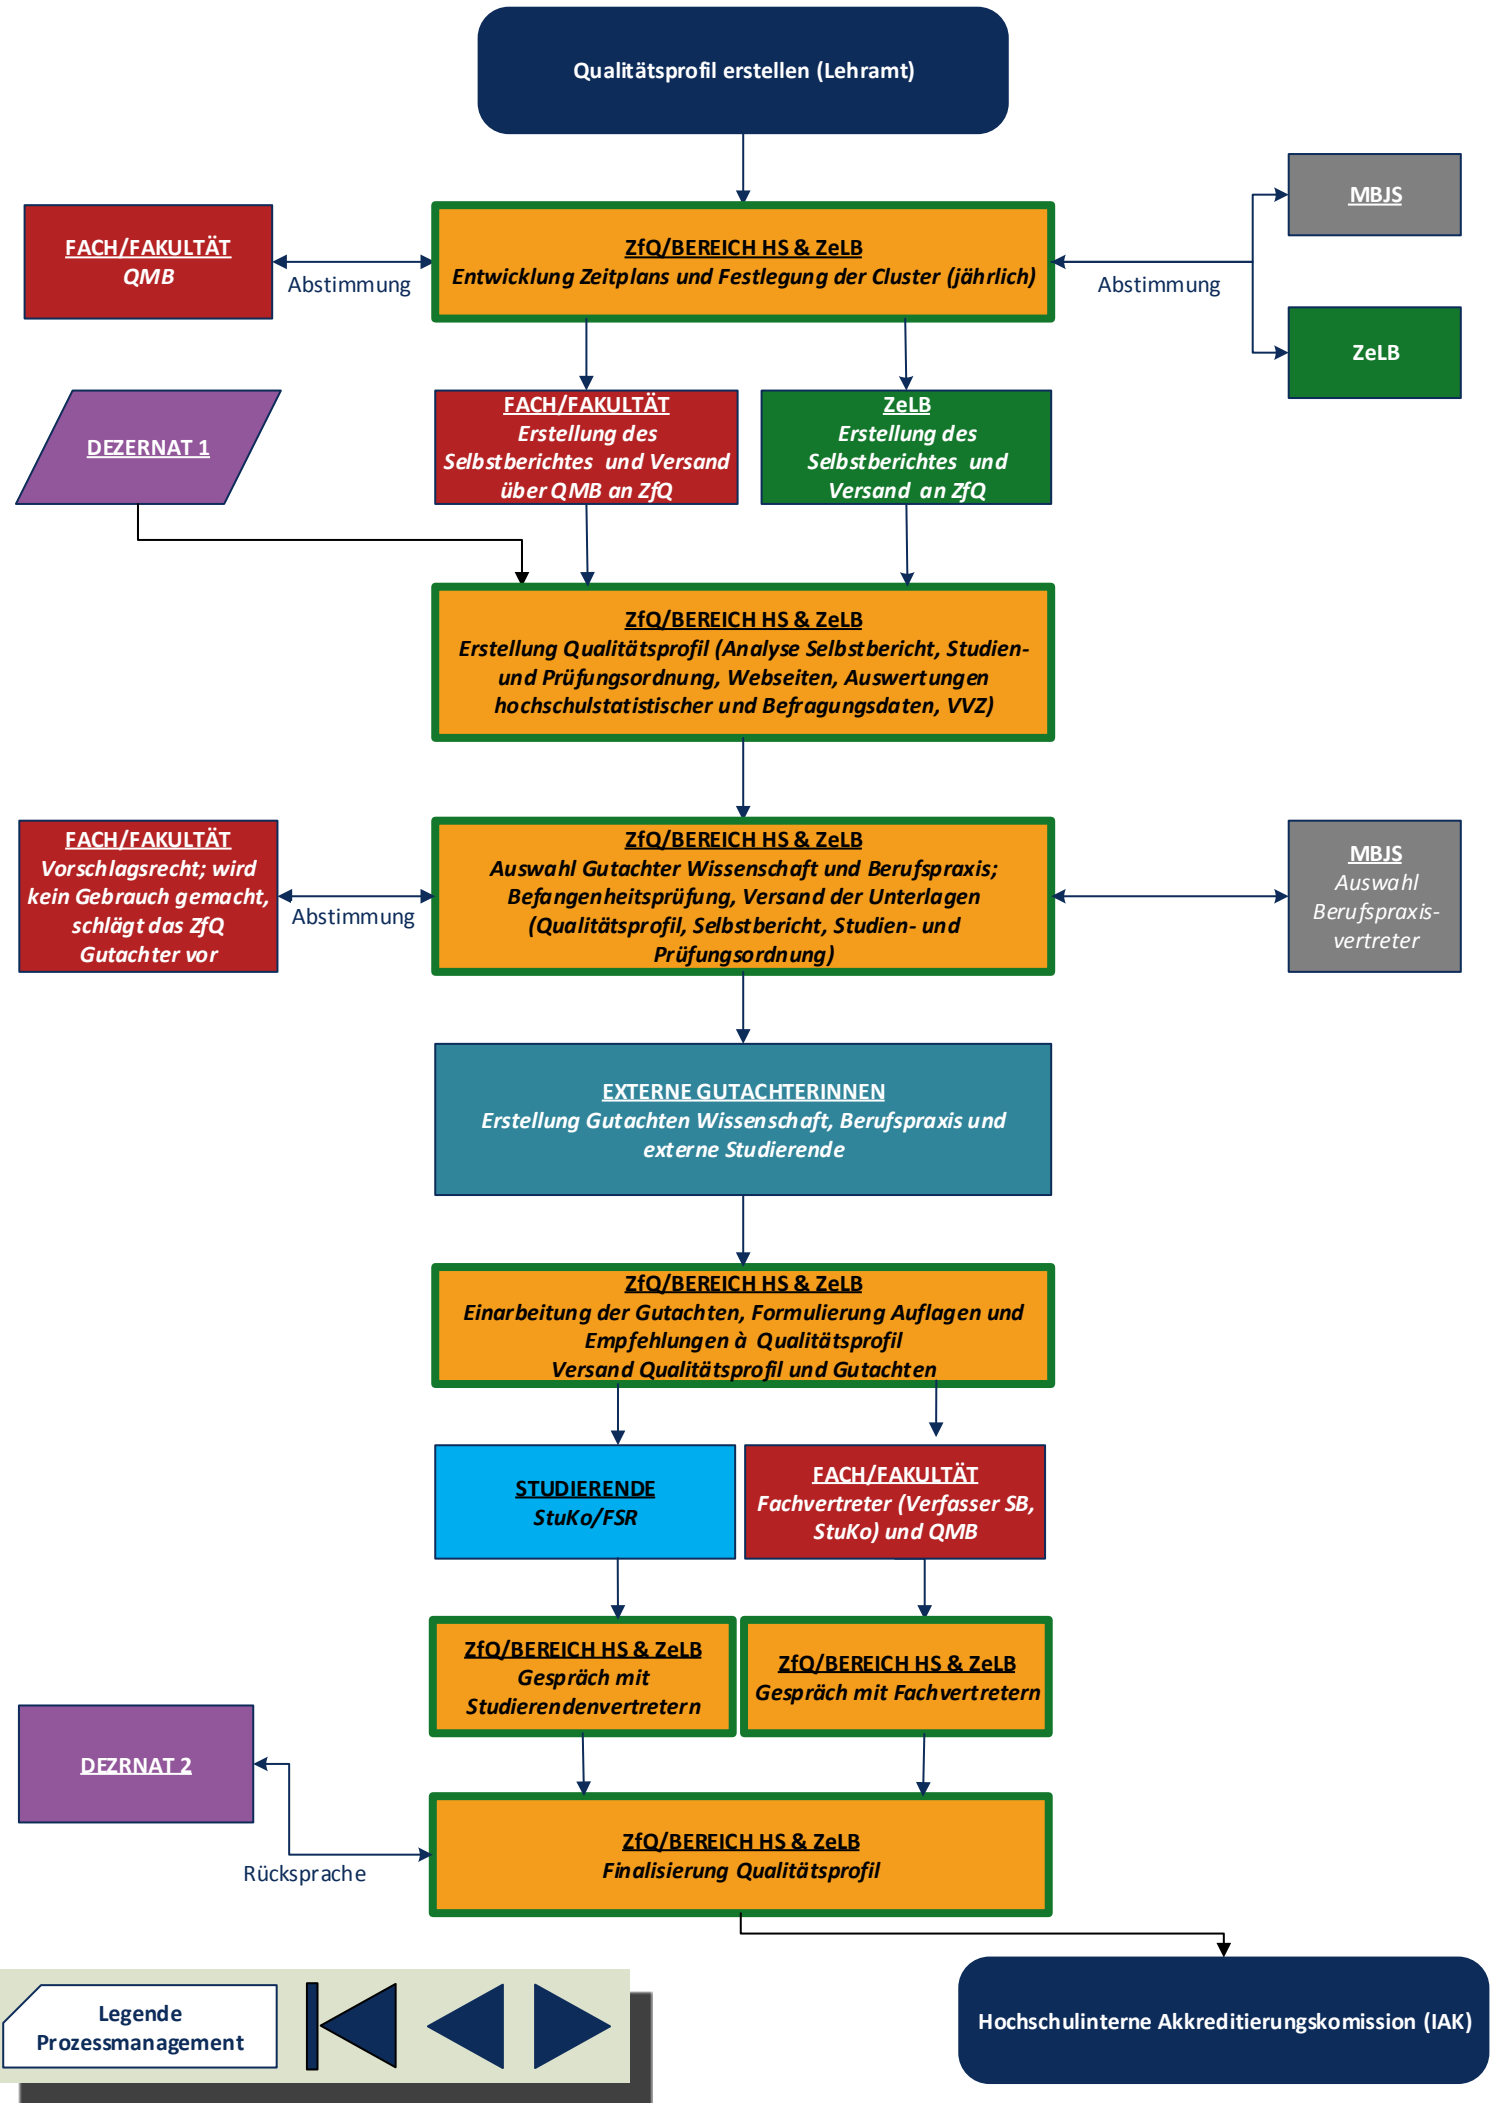 Qualitätsprofil erstellen (Lehramt)
MBJS
FACH/FAKULTÄT
QMB
Abstimmung
ZfQ/BEREICH HS & ZeLB
Entwicklung Zeitplans und Festlegung der Cluster (jährlich)
Abstimmung
ZeLB
DEZERNAT 1
FACH/FAKULTÄT
Erstellung des
Selbstberichtes und Versand
über QMB an ZfQ
ZeLB
Erstellung des
Selbstberichtes und
Versand an ZfQ
ZfQ/BEREICH HS & ZeLB
Erstellung Qualitätsprofil (Analyse Selbstbericht, Studien-
und Prüfungsordnung, Webseiten, Auswertungen
hochschulstatistischer und Befragungsdaten, VVZ)
FACH/FAKULTÄT
Vorschlagsrecht; wird
kein Gebrauch gemacht,
schlägt das ZfQ
Gutachter vor
Abstimmung
ZfQ/BEREICH HS & ZeLB
Auswahl Gutachter Wissenschaft und Berufspraxis;
Befangenheitsprüfung, Versand der Unterlagen
(Qualitätsprofil, Selbstbericht, Studien- und
Prüfungsordnung)
MBJS
Auswahl
Berufspraxis-
vertreter
EXTERNE GUTACHTERINNEN
Erstellung Gutachten Wissenschaft, Berufspraxis und
externe Studierende
ZfQ/BEREICH HS & ZeLB
Einarbeitung der Gutachten, Formulierung Auflagen und
Empfehlungen à Qualitätsprofil
Versand Qualitätsprofil und Gutachten
STUDIERENDE
StuKo/FSR
FACH/FAKULTÄT
Fachvertreter (Verfasser SB,
StuKo) und QMB
ZfQ/BEREICH HS & ZeLB
Gespräch mit
Studierendenvertretern
ZfQ/BEREICH HS & ZeLB
Gespräch mit Fachvertretern
DEZRNAT 2
Rücksprache
ZfQ/BEREICH HS & ZeLB
Finalisierung Qualitätsprofil
Legende
Prozessmanagement
Hochschulinterne Akkreditierungskomission (IAK)